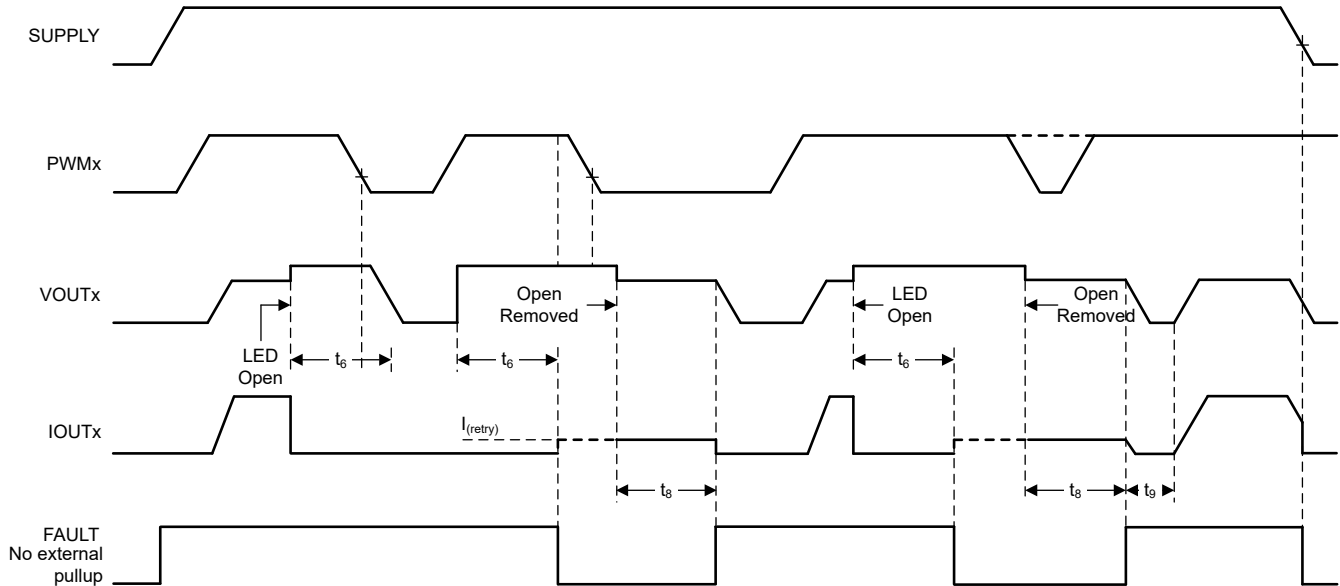 SUPPLY
PWMx
VOUTx
LED
Open
t6
t6
Open
Removed
LED
Open
t6
Open
Removed
IOUTx
I(retry)
t8
t8
t9
FAULT
No external
pullup